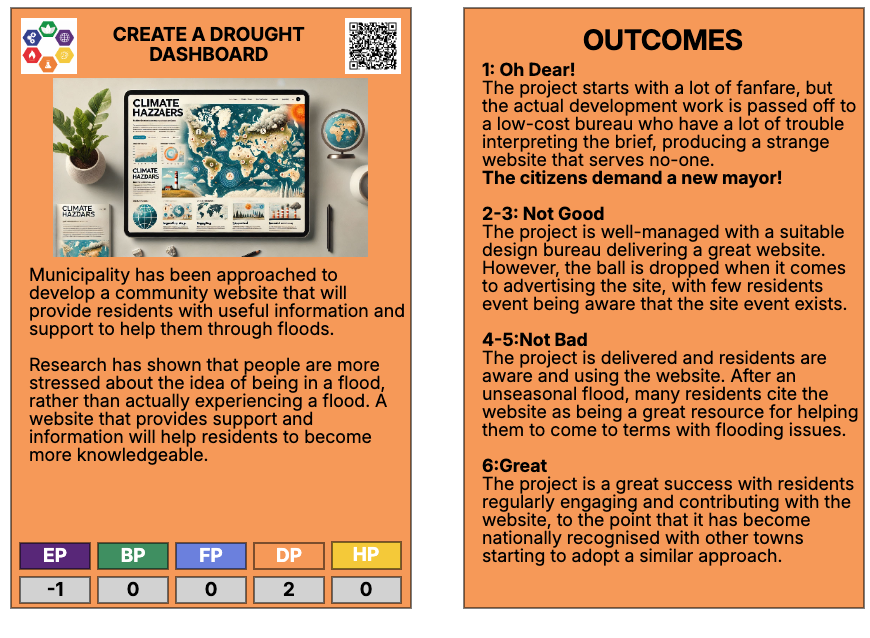 CREATE A DROUGHT
DASHBOARD
CLIMATE
HAZZAERS
CLIMATE
HAZDARS
CLIMATE
HAZDARS
Municipality has been approached to
develop a community website that will
provide residents with useful information and
support to help them through floods.
Research has shown that people are more
stressed about the idea of being in a flood,
rather than actually experiencing a flood. A
website that provides support and
information will help residents to become
more knowledgeable.
EP BP FP DP HP
-1 0 0 2 0
OUTCOMES
1: Oh Dear!
The project starts with a lot of fanfare, but
the actual development work is passed off to
a low-cost bureau who have a lot of trouble
interpreting the brief, producing a strange
website that serves no-one.
The citizens demand a new mayor!
2-3: Not Good
The project is well-managed with a suitable
design bureau delivering a great website.
However, the ball is dropped when it comes
to advertising the site, with few residents
event being aware that the site event exists.
4-5:Not Bad
The project is delivered and residents are
aware and using the website. After an
unseasonal flood, many residents cite the
website as being a great resource for helping
them to come to terms with flooding issues.
6:Great
The project is a great success with residents
regularly engaging and contributing with the
website, to the point that it has become
nationally recognised with other towns
starting to adopt a similar approach.